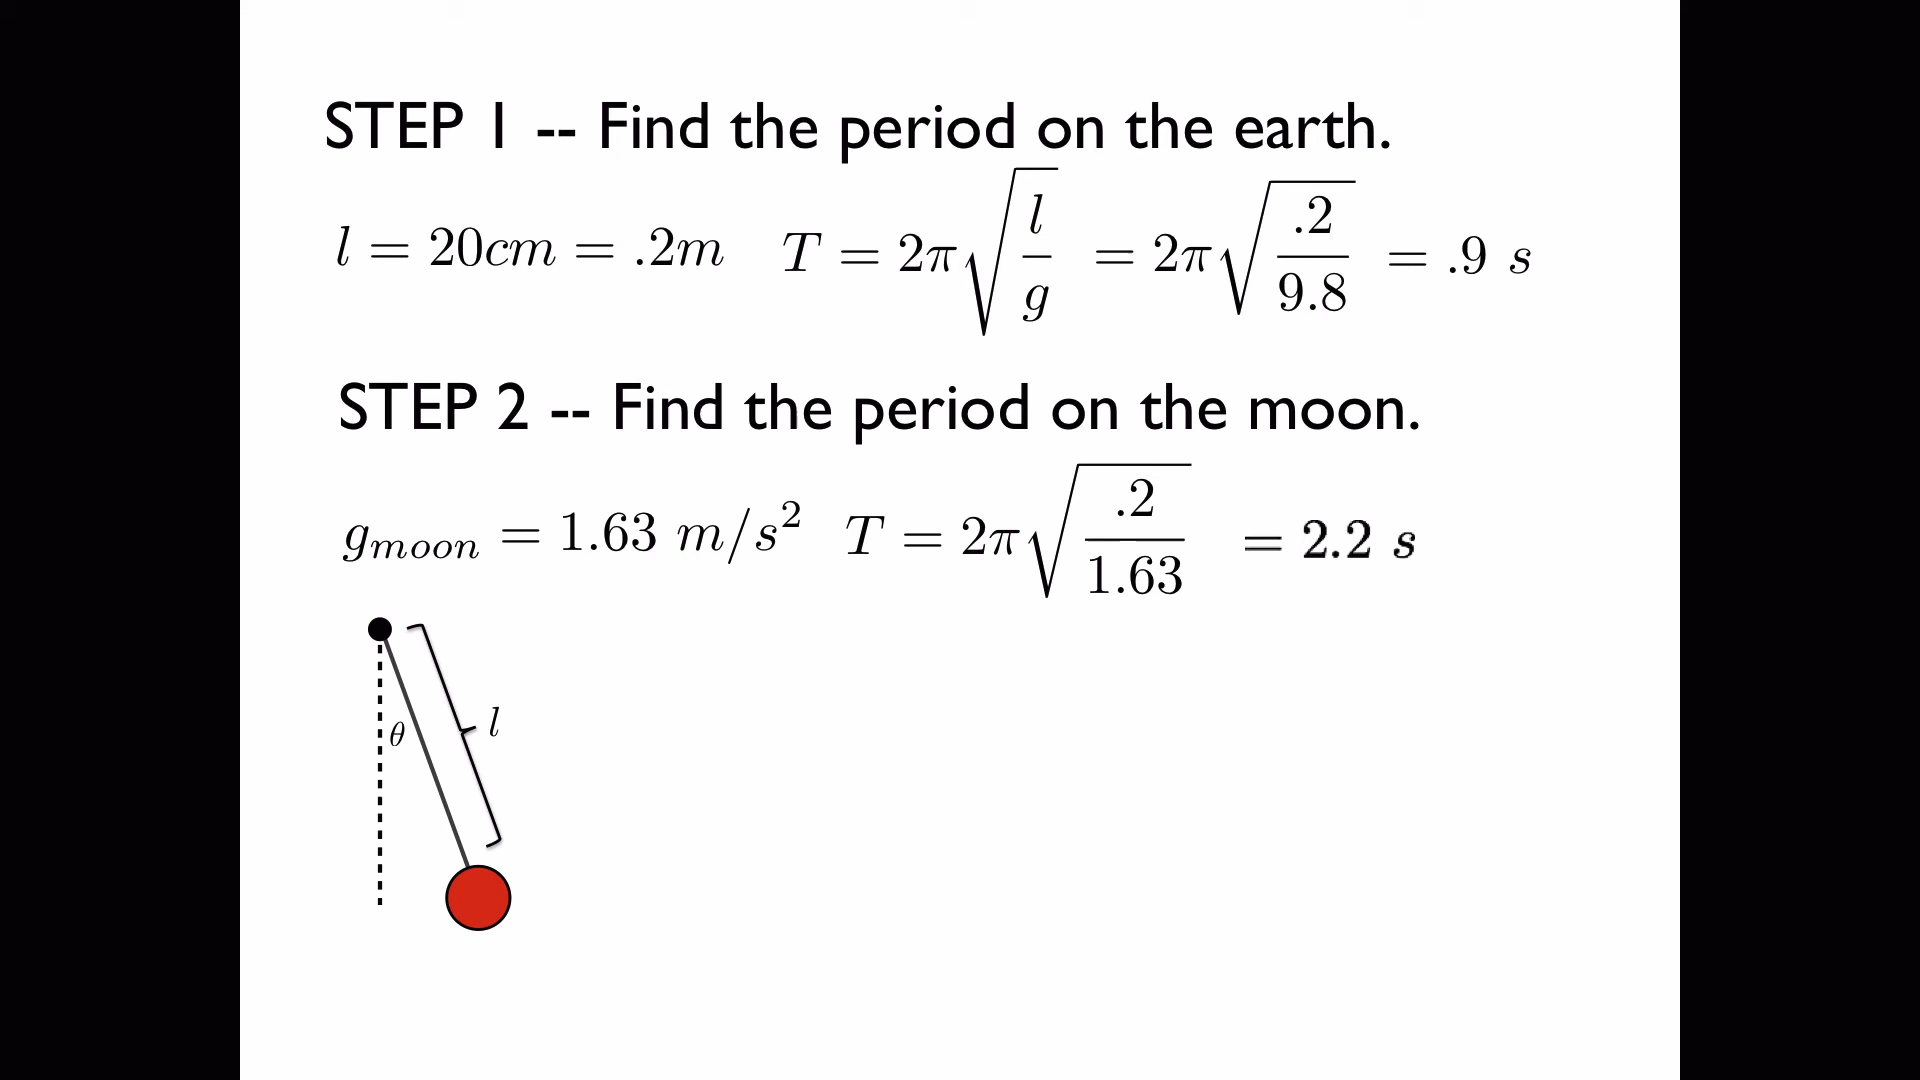 STEP 1 -- Find the period on the earth.
l = 20cm = .2m   T = 2π√(l/g) = 2π√(.2/9.8) = .9 s
STEP 2 -- Find the period on the moon.
g_moon = 1.63 m/s²   T = 2π√(.2/1.63) = 2.2 s
θ
l